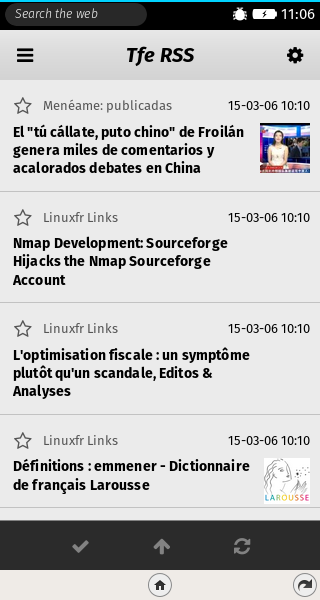 Search the web
11:06
Tfe RSS
Menéame: publicadas 15-03-06 10:10
El "tú cállate, puto chino" de Froilán
genera miles de comentarios y
acalorados debates en China
Linuxfr Links 15-03-06 10:10
Nmap Development: Sourceforge
Hijacks the Nmap Sourceforge
Account
Linuxfr Links 15-03-06 10:10
L'optimisation fiscale : un symptôme
plutôt qu'un scandale, Editos &
Analyses
Linuxfr Links 15-03-06 10:10
Définitions : emmener - Dictionnaire
de français Larousse
LAROUSSE